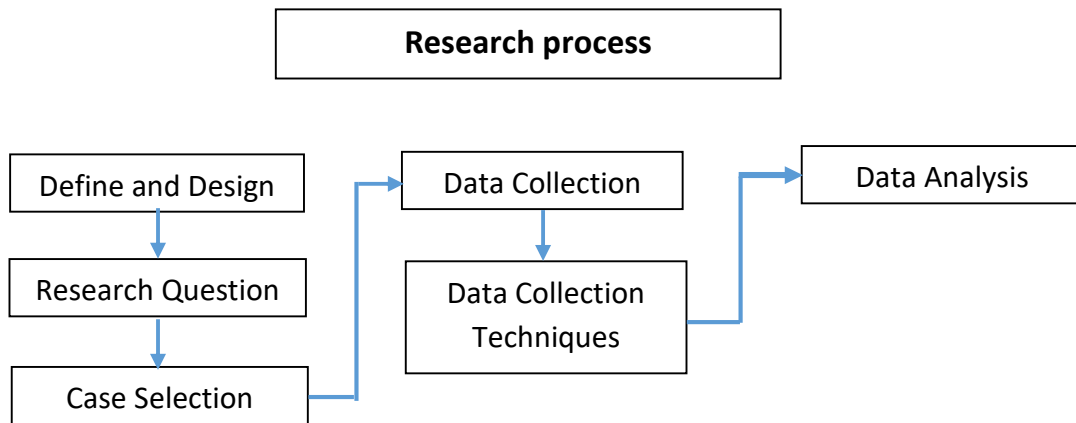 Research process
Define and Design
Research Question
Case Selection
Data Collection
Data Collection
Techniques
Data Analysis